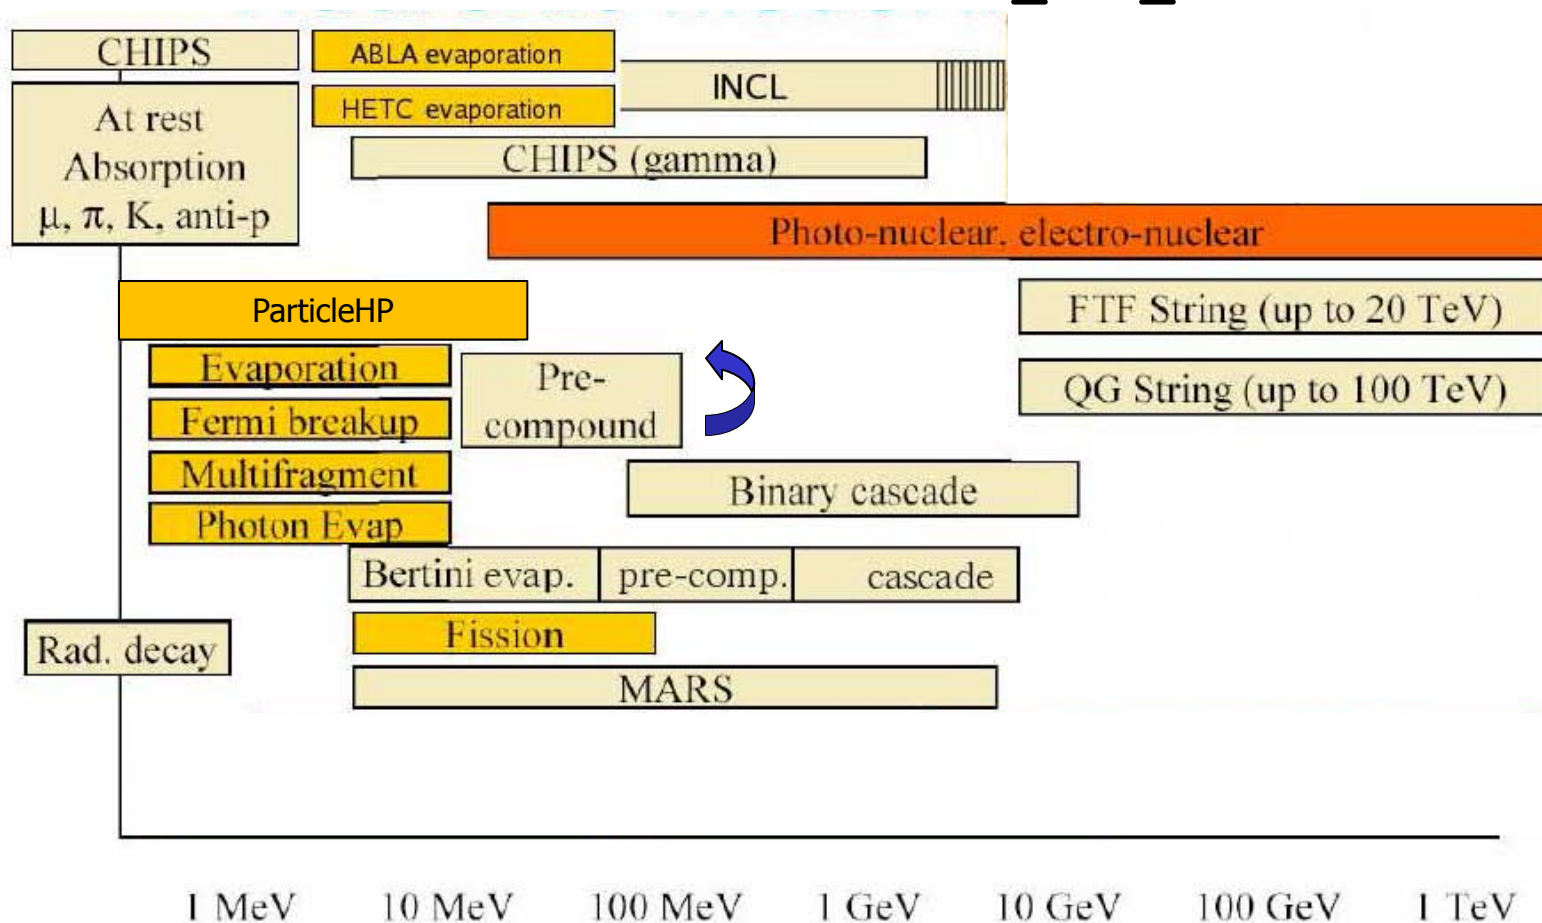 CHIPS
ABLA evaporation
HETC evaporation
INCL
At rest
Absorption
μ, π, K, anti-p
CHIPS (gamma)
Photo-nuclear, electro-nuclear
ParticleHP
FTF String (up to 20 TeV)
Evaporation
Pre-
compound
QG String (up to 100 TeV)
Fermi breakup
Multifragment
Binary cascade
Photon Evap
Bertini evap.
pre-comp.
cascade
Fission
Rad. decay
MARS
1 MeV
10 MeV
100 MeV
1 GeV
10 GeV
100 GeV
1 TeV